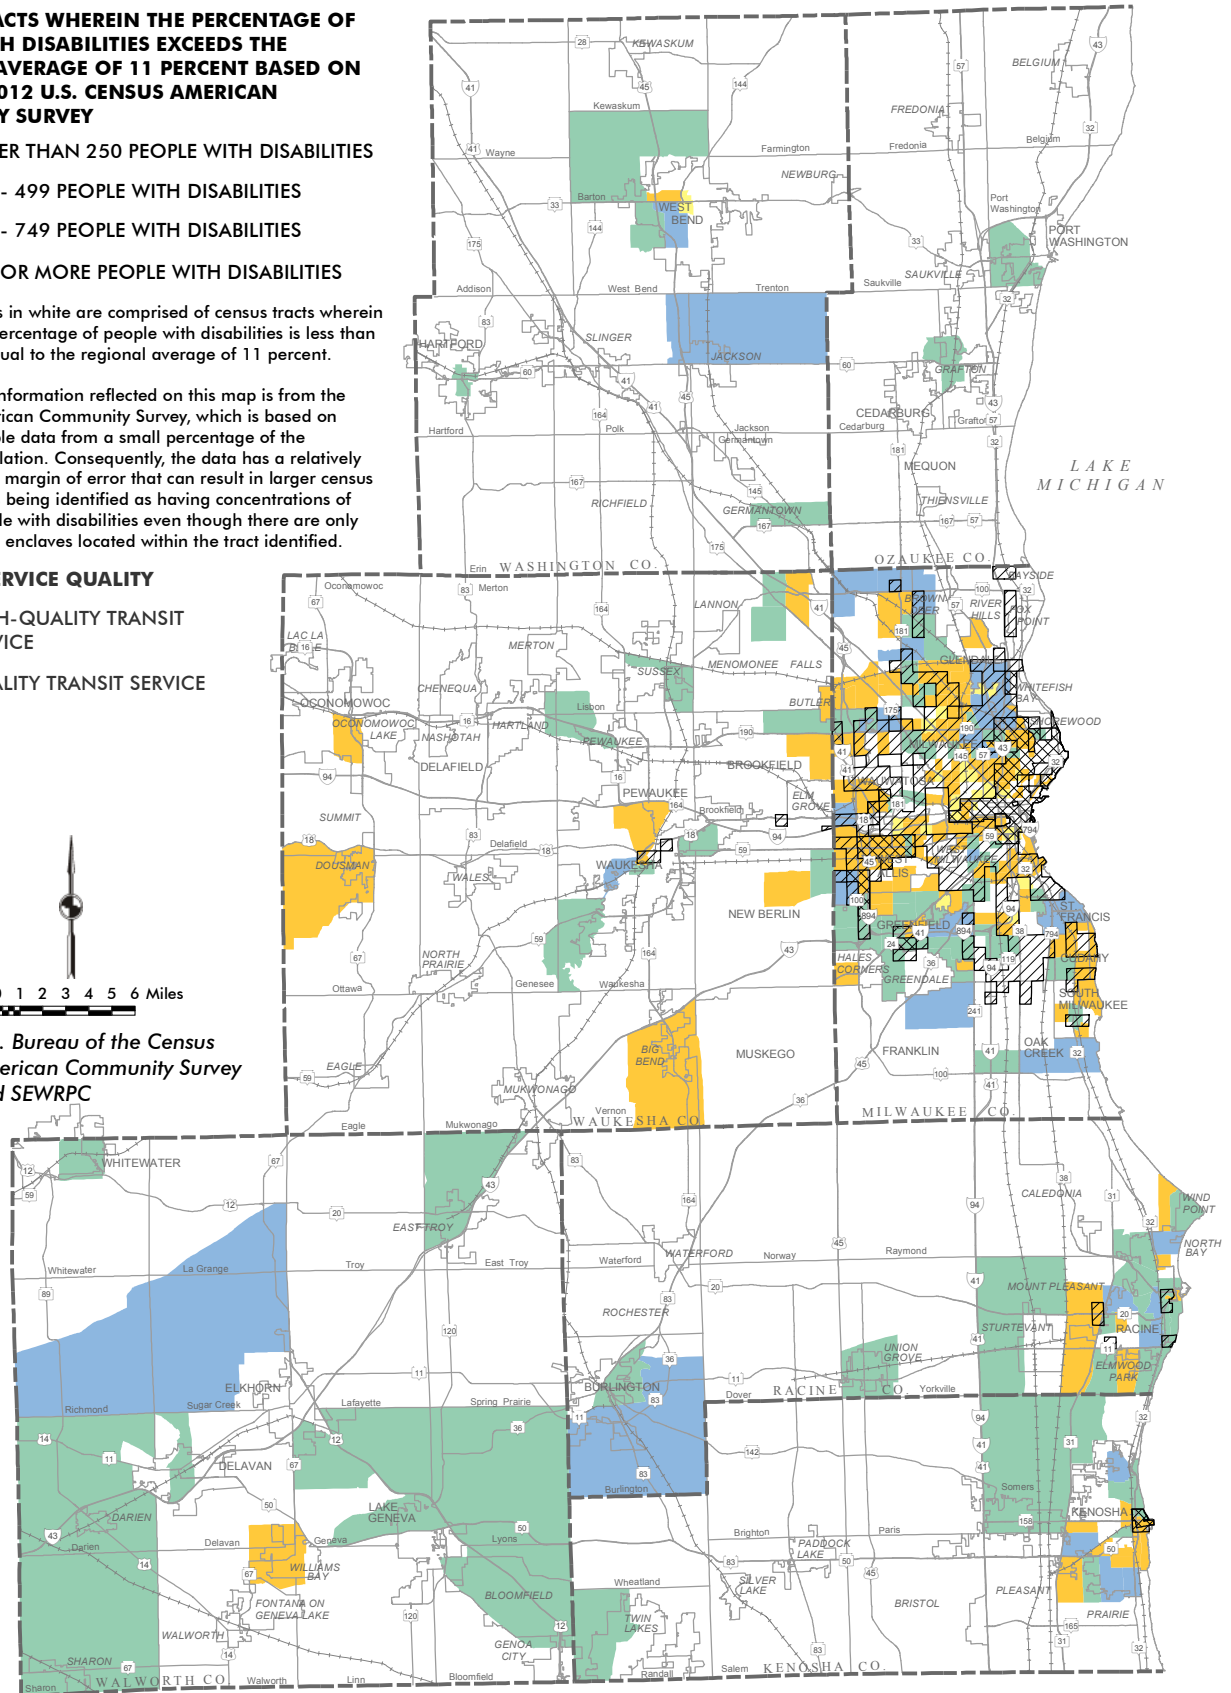 ACTS WHEREIN THE PERCENTAGE OF
H DISABILITIES EXCEEDS THE
AVERAGE OF 11 PERCENT BASED ON
012 U.S. CENSUS AMERICAN
Y SURVEY
ER THAN 250 PEOPLE WITH DISABILITIES
- 499 PEOPLE WITH DISABILITIES
- 749 PEOPLE WITH DISABILITIES
OR MORE PEOPLE WITH DISABILITIES
s in white are comprised of census tracts wherein
ercentage of people with disabilities is less than
ual to the regional average of 11 percent.
nformation reflected on this map is from the
rican Community Survey, which is based on
ple data from a small percentage of the
lation. Consequently, the data has a relatively
margin of error that can result in larger census
being identified as having concentrations of
le with disabilities even though there are only
enclaves located within the tract identified.
ERVICE QUALITY
H-QUALITY TRANSIT
VICE
ALITY TRANSIT SERVICE
0 1 2 3 4 5 6 Miles
. Bureau of the Census
erican Community Survey
d SEWRPC
KEWASKUM
Kewaskum
Wayne
Farmington
NEWBURG
Barton
WEST
BEND
Addison
West Bend
Trenton
HARTFORD
SLINGER
JACKSON
Hartford
Polk
Jackson
Germantown
RICHFIELD
GERMANTOWN
Erin
WASHINGTON CO.
BELGIUM
FREDONIA
Fredonia
Belgium
Port
Washington
PORT
WASHINGTON
SAUKVILLE
Saukville
GRAFTON
CEDARBURG
Cedarburg
Grafton
MEQUON
THIENSVILLE
OZAUKEE CO.
LAKE
MICHIGAN
Oconomowoc
Merton
LANNON
LAC LA
MERTON
SUSSEX
MENOMONEE FALLS
CHENEQUA
OCONOMOWOC
OCONOMOWOC
LAKE
NASHOTAH
HARTLAND
Lisbon
PEWAUKEE
BUTLER
DELAFIELD
BROOKFIELD
PEWAUKEE
ELM
GROVE
Brookfield
SUMMIT
Delafield
DOUSMAN
WALES
WAUKESHA
NEW BERLIN
NORTH
PRAIRIE
Ottawa
Genesee
Waukesha
BIG
BEND
MUSKEGO
EAGLE
MUKWONAGO
Vernon
Eagle
Mukwonago
WAUKESHA CO.
BAYSIDE
BROWN
DEER
RIVER
HILLS
FOX
POINT
GLENDALE
WHITEFISH
BAY
SHOREWOOD
MILWAUKEE
WAUWATOSA
WEST
MILWAUKEE
WEST
ALLIS
ST.
FRANCIS
GREENFIELD
HALES
CORNERS
GREENDALE
CUDAHY
SOUTH
MILWAUKEE
FRANKLIN
OAK
CREEK
MILWAUKEE CO.
WHITEWATER
EAST TROY
Whitewater
La Grange
Troy
East Troy
ELKHORN
Richmond
Sugar Creek
Lafayette
Spring Prairie
DELAVAN
DARIEN
Darien
Delavan
LAKE
GENEVA
Geneva
Lyons
WILLIAMS
BAY
FONTANA ON
GENEVA LAKE
BLOOMFIELD
WALWORTH
GENOA
CITY
SHARON
Sharon
WALWORTH CO.
Walworth
Linn
Bloomfield
WATERFORD
Waterford
Norway
Raymond
CALEDONIA
WIND
POINT
NORTH
BAY
ROCHESTER
MOUNT PLEASANT
STURTEVANT
RACINE
UNION
GROVE
ELMWOOD
PARK
BURLINGTON
Burlington
Dover
RACINE CO.
Yorkville
Somers
KENOSHA
Brighton
Paris
PADDOCK
LAKE
SILVER
LAKE
Wheatland
TWIN
LAKES
Randall
Salem
KENOSHA CO.
BRISTOL
PLEASANT
PRAIRIE